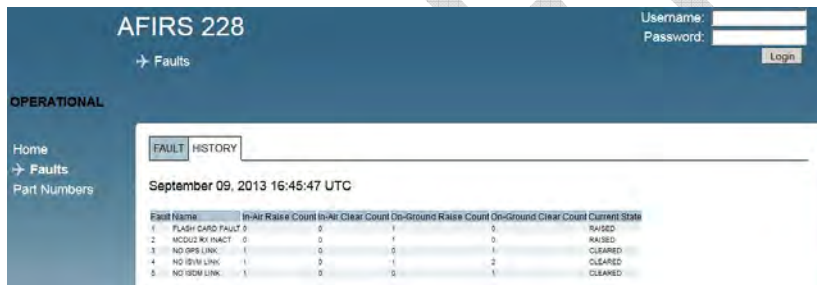 AFIRS 228
Username:
Password:
Login
Faults
OPERATIONAL
Home
Faults
Part Numbers
FAULT HISTORY
September 09, 2013 16:45:47 UTC
Fault Name In-Air Raise Count In-Air Clear Count On-Ground Raise Count On-Ground Clear Count Current State
1 FLASH CARD FAULT 0 0 1 0 RAISED
2 MCDU2 RX INACT 0 0 1 0 RAISED
3 NO GPS LINK 1 0 0 1 CLEARED
4 NO ISVM LINK 1 0 1 2 CLEARED
5 NO ISDM LINK 1 0 0 1 CLEARED